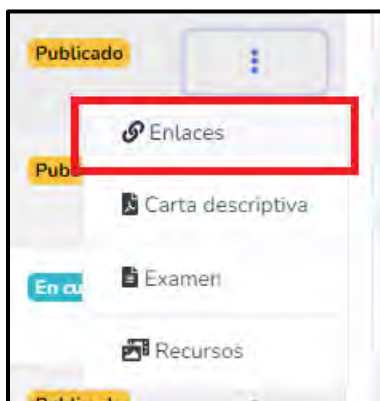 Publicado
Enlaces
Carta descriptiva
Examen
Recursos